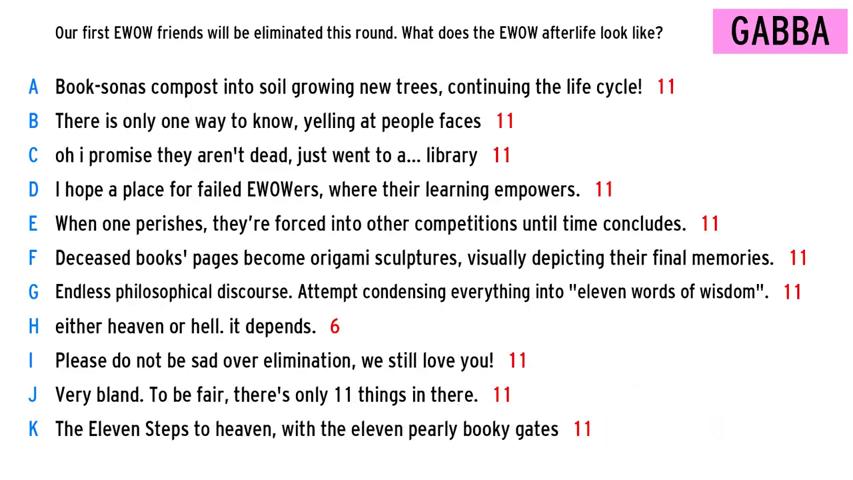 Our first EWOW friends will be eliminated this round. What does the EWOW afterlife look like?
GABBA
A Book-sonas compost into soil growing new trees, continuing the life cycle! 11
B There is only one way to know, yelling at people faces 11
C oh i promise they aren't dead, just went to a... library 11
D I hope a place for failed EWOWers, where their learning empowers. 11
E When one perishes, they’re forced into other competitions until time concludes. 11
F Deceased books' pages become origami sculptures, visually depicting their final memories. 11
G Endless philosophical discourse. Attempt condensing everything into "eleven words of wisdom". 11
H either heaven or hell. it depends. 6
I Please do not be sad over elimination, we still love you! 11
J Very bland. To be fair, there's only 11 things in there. 11
K The Eleven Steps to heaven, with the eleven pearly booky gates 11